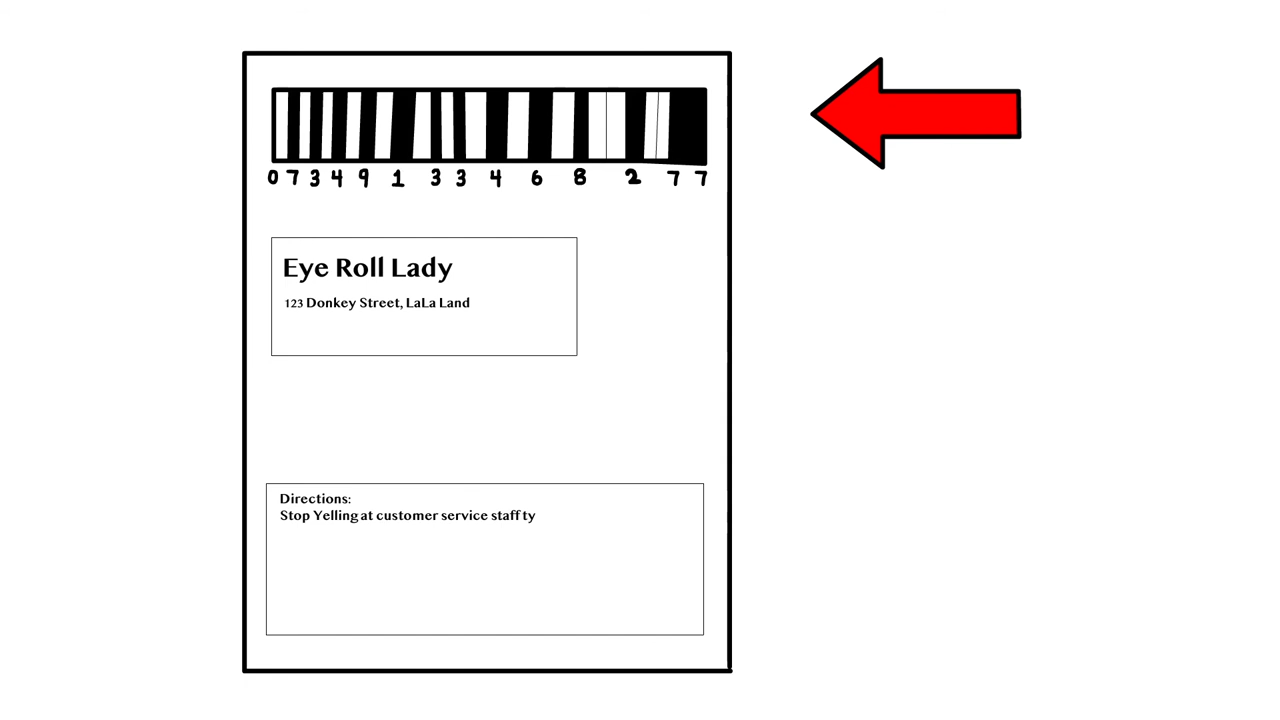 0 7 3 4 9 1 3 3 4 6 8 2 7 7
Eye Roll Lady
123 Donkey Street, LaLa Land
Directions:
Stop Yelling at customer service staff ty